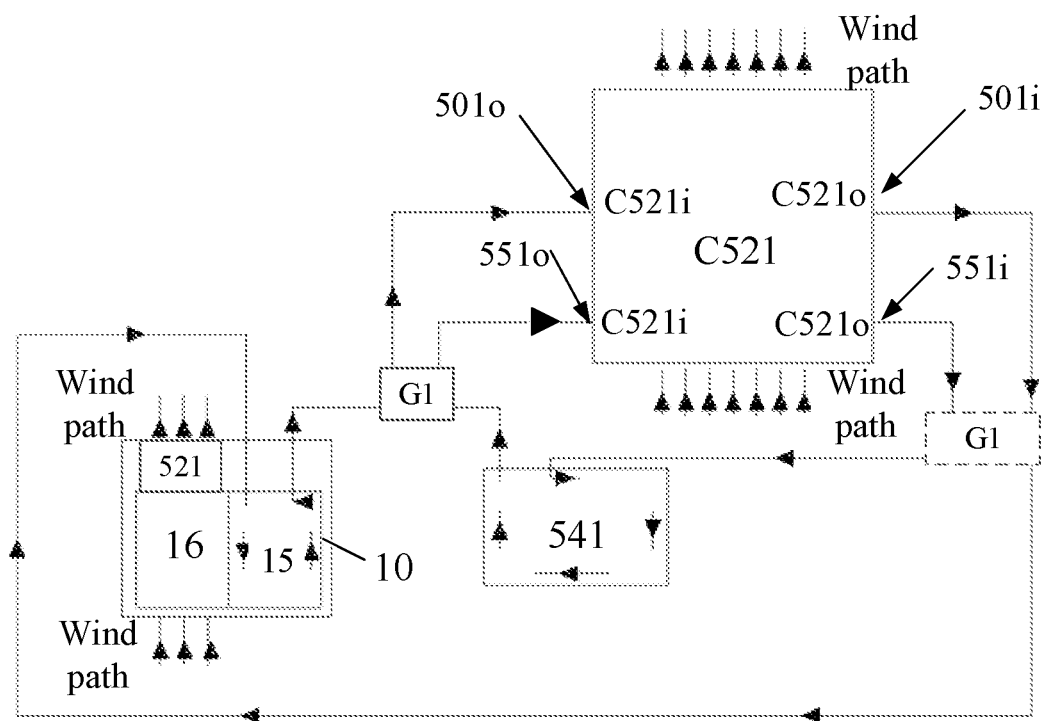 Wind
path
501o
501i
C521i
C521o
C521
551o
551i
C521i
C521o
Wind
path
G1
Wind
path
G1
521
16
15
10
541
Wind
path